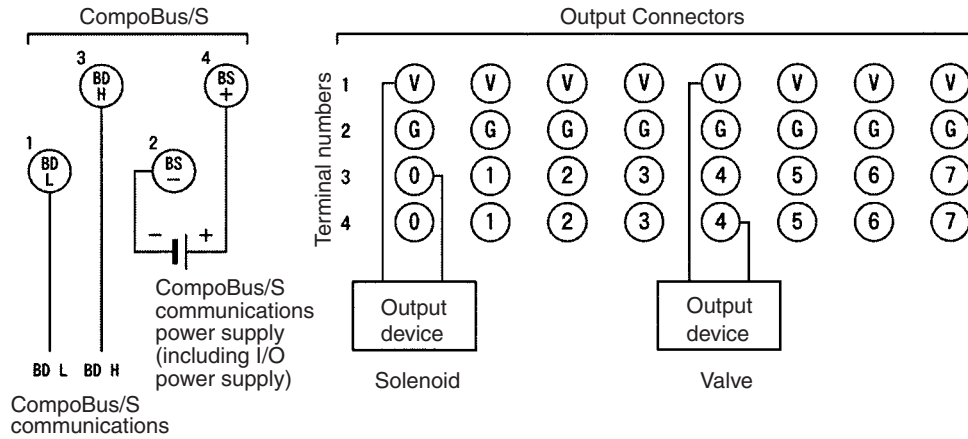 CompoBus/S
Output Connectors
3
BD
H
4
BS
+
1
BD
L
2
BS
−
− +
CompoBus/S
communications
power supply
(including I/O
power supply)
BD L BD H
CompoBus/S
communications
Terminal numbers
1 V V V V V V V V
2 G G G G G G G G
3 0 1 2 3 4 5 6 7
4 0 1 2 3 4 5 6 7
Output
device
Solenoid
Output
device
Valve